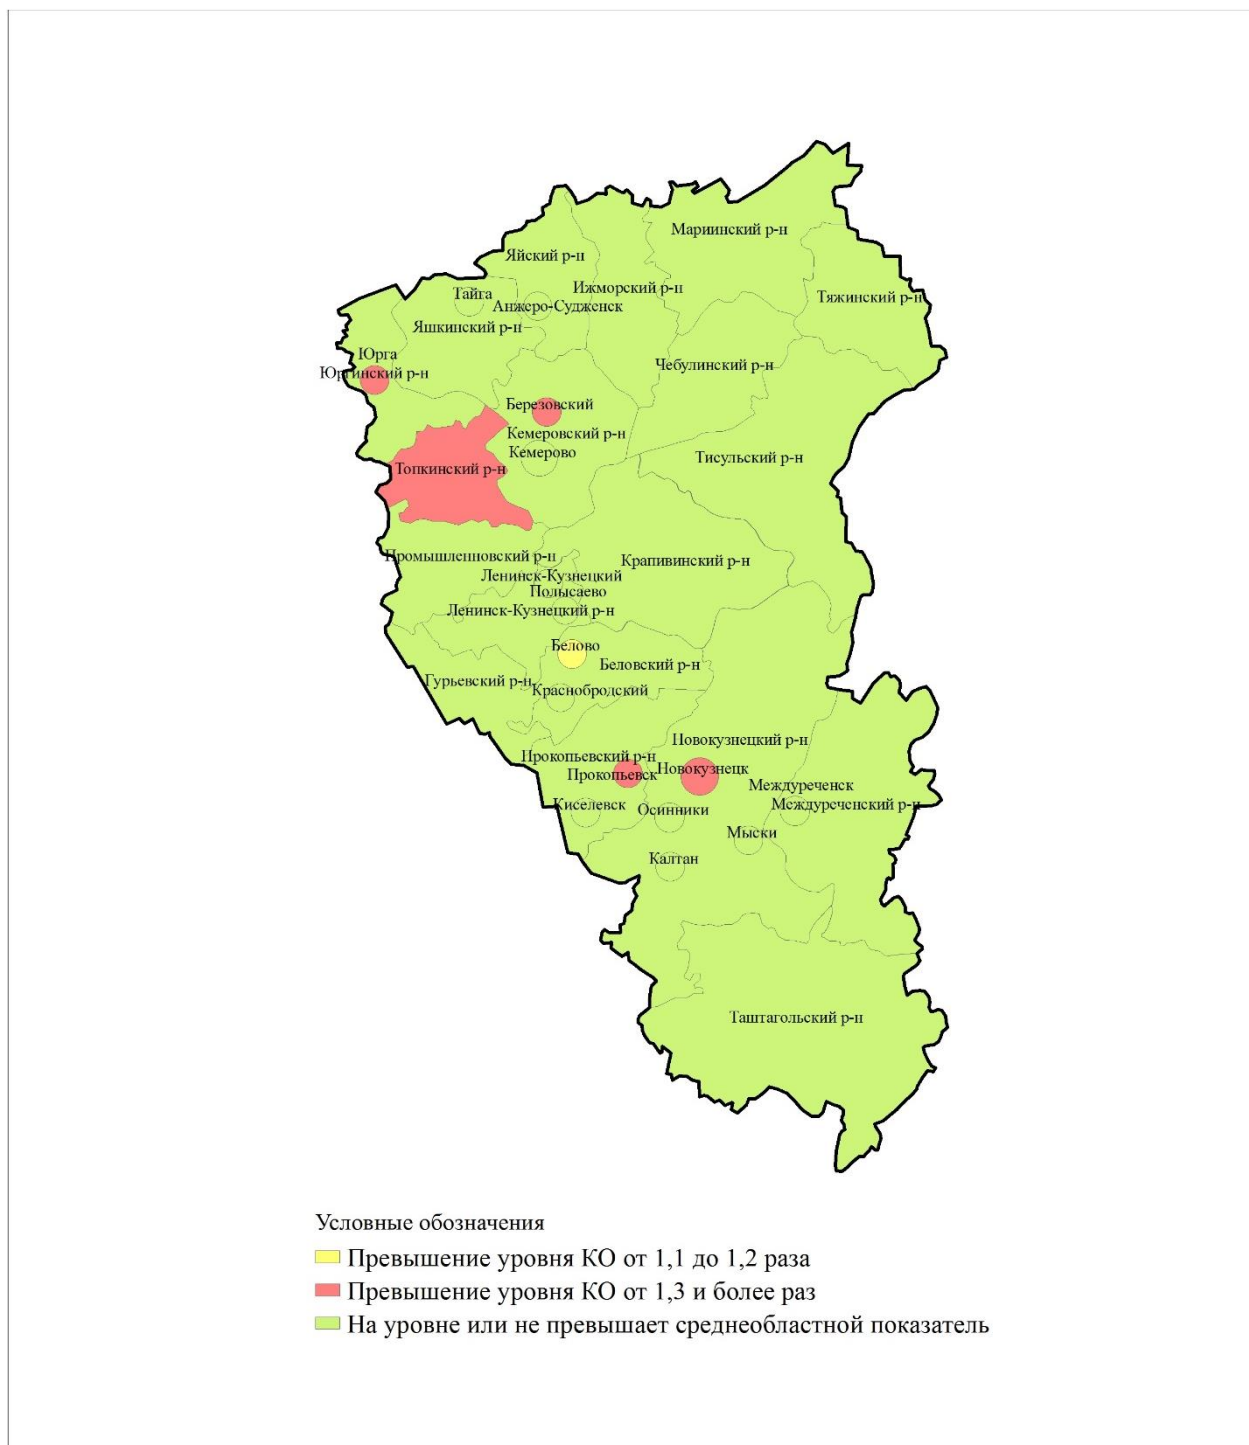 Мариинский р-н
Яйский р-н
Ижморский р-н
Тяжинский р-н
Тайга
Анжеро-Судженск
Яшкинский р-н
Юрга
Юргинский р-н
Чебулинский р-н
Березовский
Кемеровский р-н
Кемерово
Тисульский р-н
Топкинский р-н
Промышленновский р-н
Крапивинский р-н
Ленинск-Кузнецкий
Полысаево
Ленинск-Кузнецкий р-н
Белово
Беловский р-н
Гурьевский р-н
Краснобродский
Новокузнецкий р-н
Прокопьевский р-н
Прокопьевск
Новокузнецк
Междуреченск
Киселевск
Осинники
Междуреченский р-н
Мыски
Калтан
Таштагольский р-н
Условные обозначения
Превышение уровня КО от 1,1 до 1,2 раза
Превышение уровня КО от 1,3 и более раз
На уровне или не превышает среднеобластной показатель